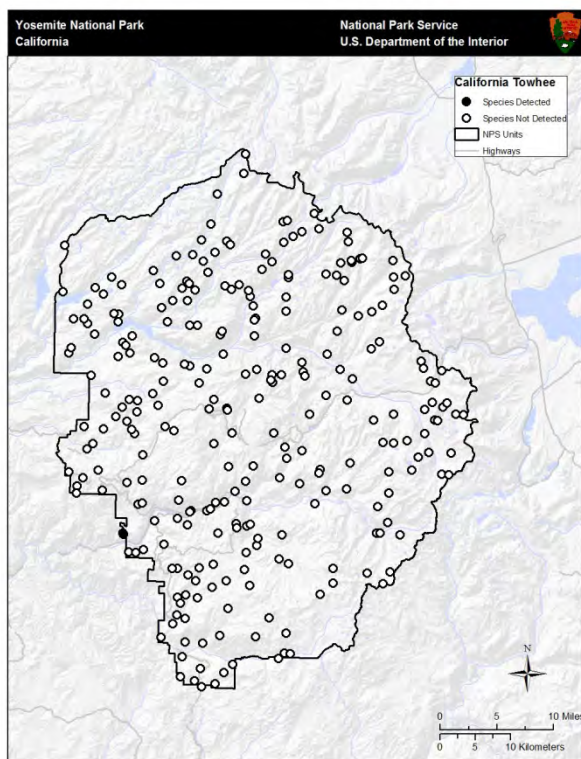 Yosemite National Park
California
National Park Service
U.S. Department of the Interior
California Towhee
Species Detected
Species Not Detected
NPS Units
Highways
N
0 5 10 Miles
0 5 10 Kilometers